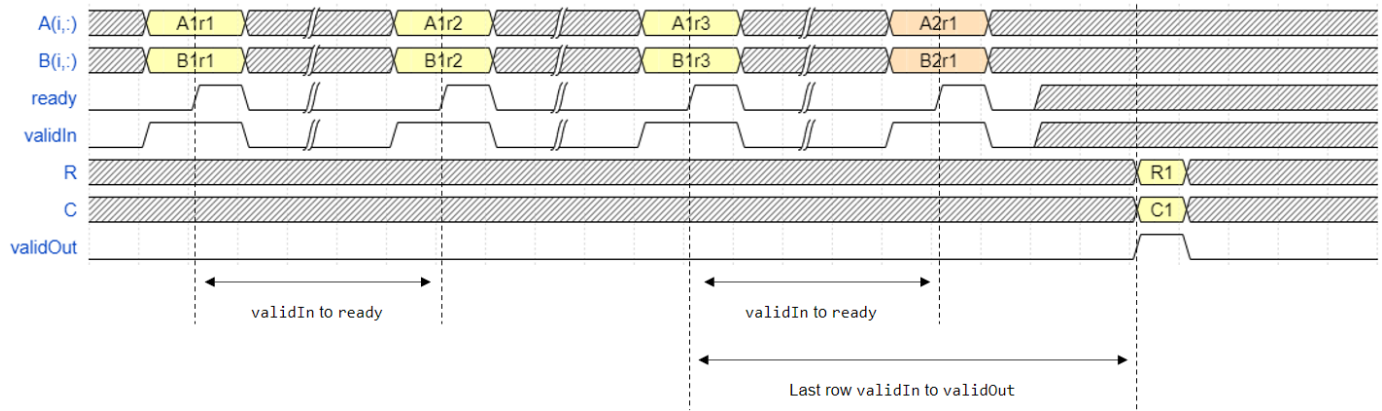 A(i,:) A1r1 A1r2 A1r3 A2r1
B(i,:) B1r1 B1r2 B1r3 B2r1
ready
validIn
R R1
C C1
validOut
validIn to ready validIn to ready
Last row validIn to validOut